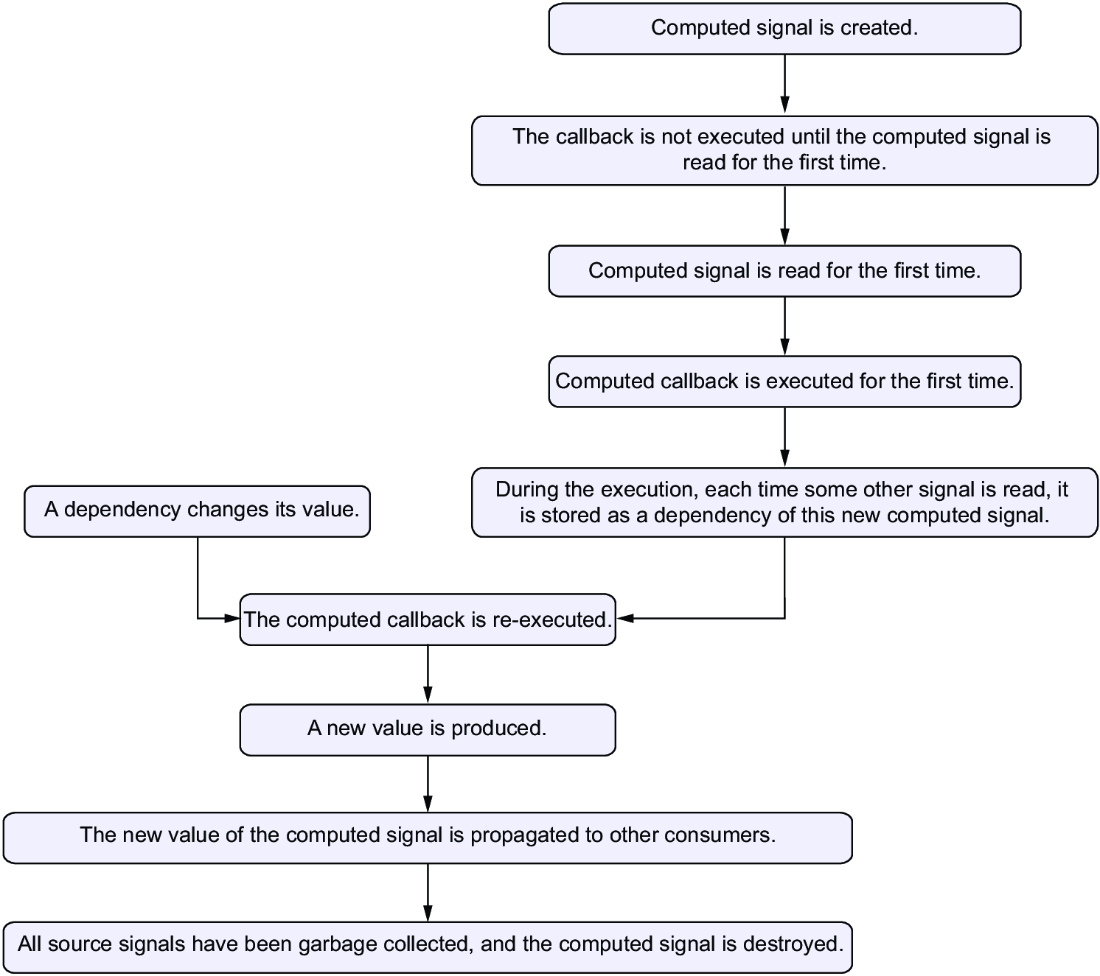 Computed signal is created.
The callback is not executed until the computed signal is
read for the first time.
Computed signal is read for the first time.
Computed callback is executed for the first time.
During the execution, each time some other signal is read, it
is stored as a dependency of this new computed signal.
A dependency changes its value.
The computed callback is re-executed.
A new value is produced.
The new value of the computed signal is propagated to other consumers.
All source signals have been garbage collected, and the computed signal is destroyed.